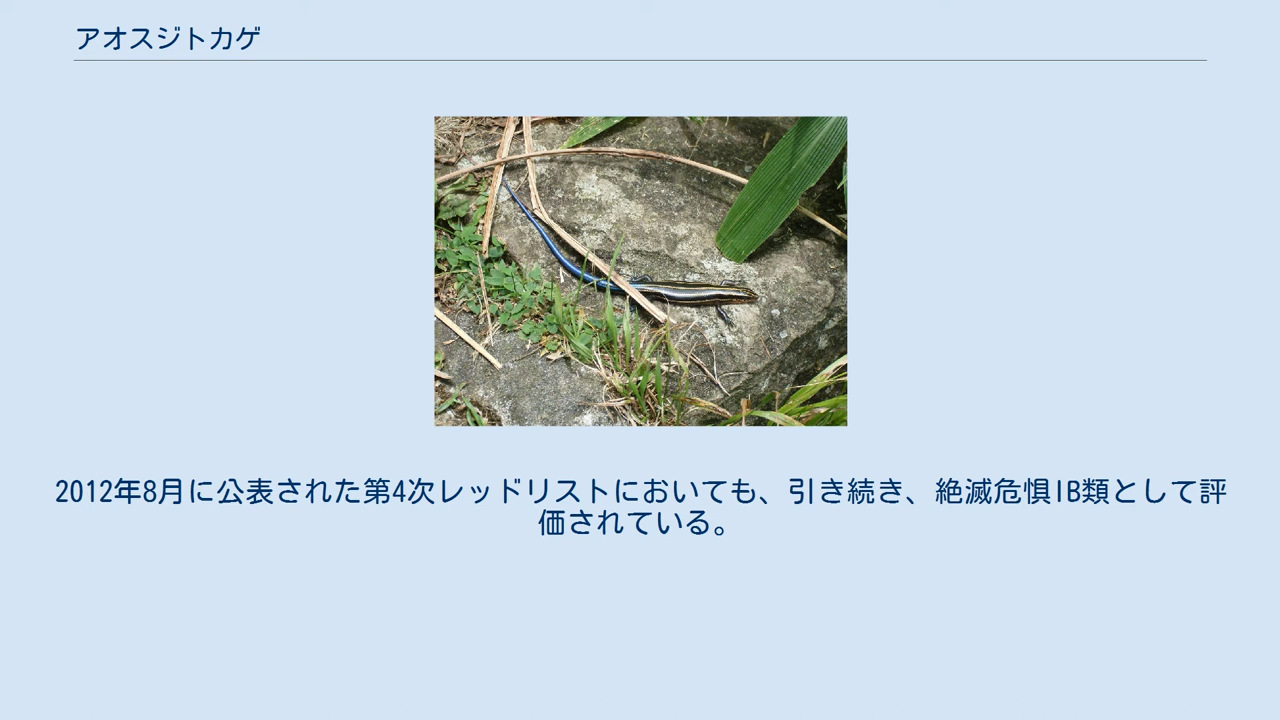 アオスジトカゲ
2012年8月に公表された第4次レッドリストにおいても、引き続き、絶滅危惧IB類として評
価されている。